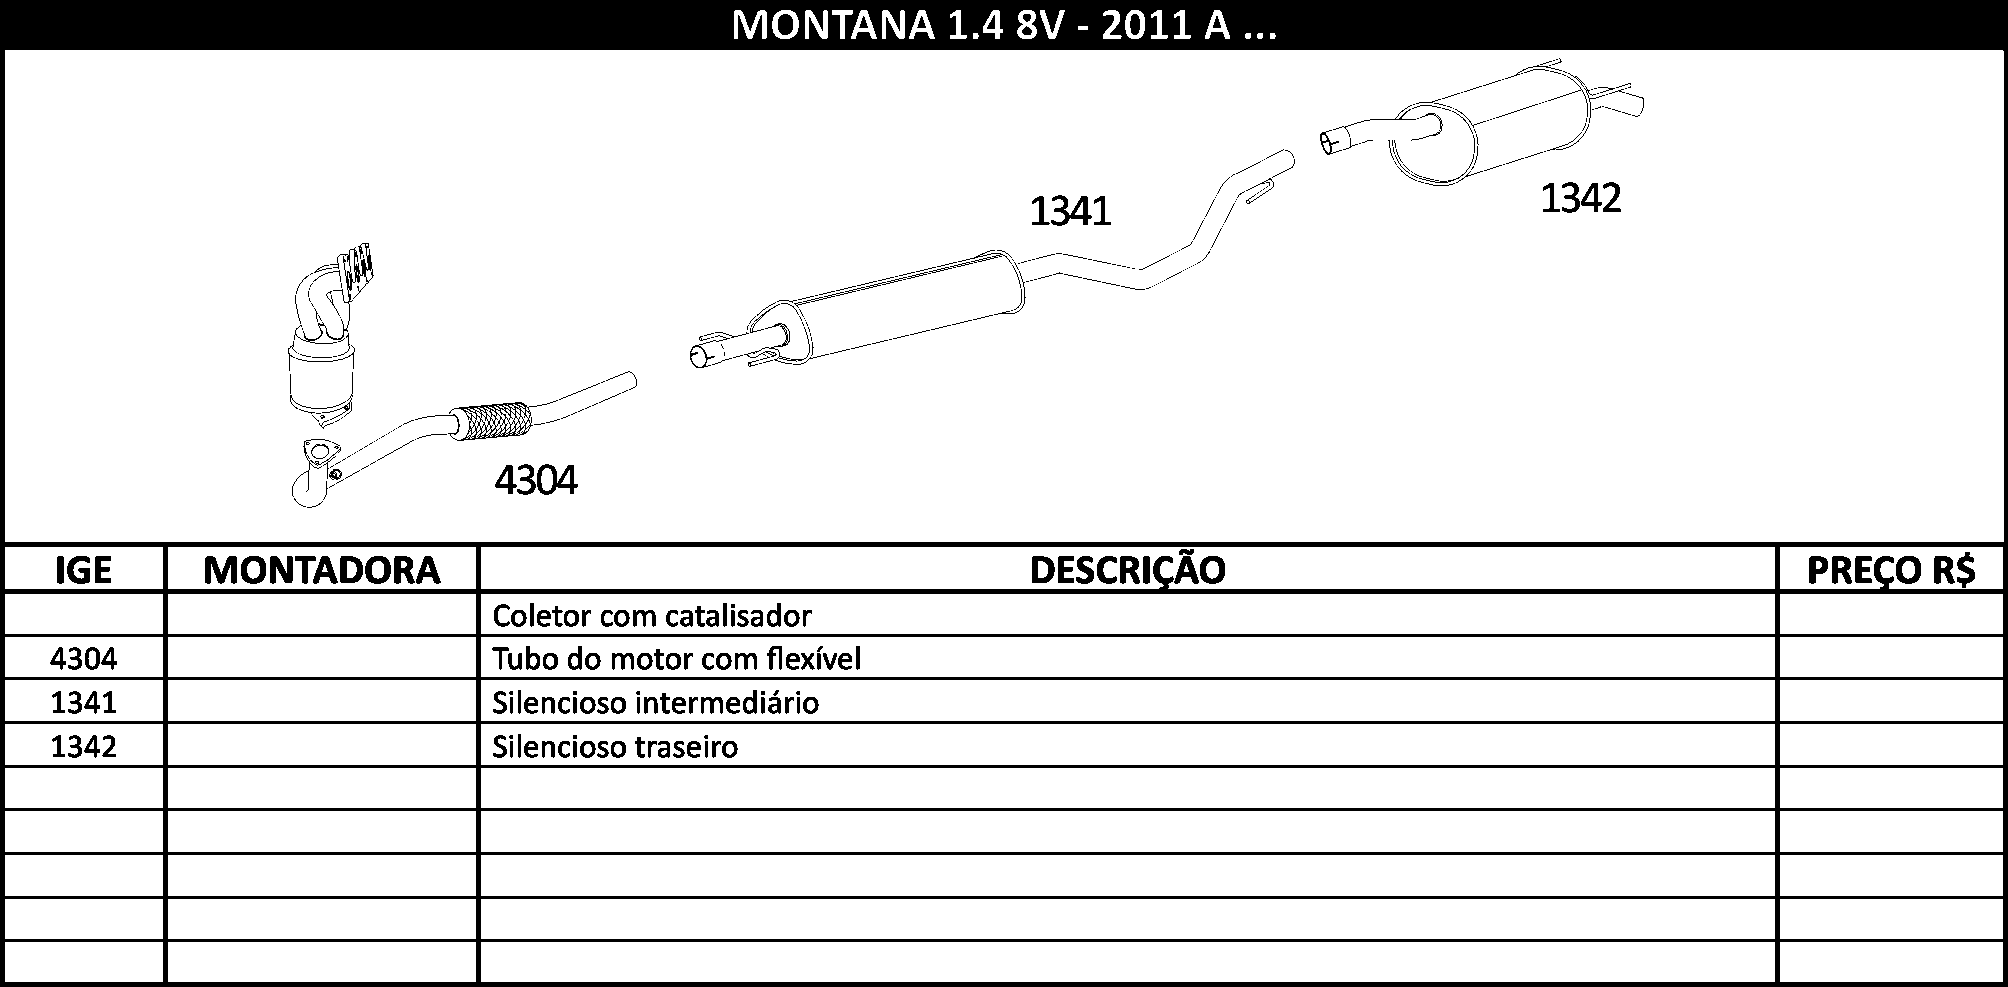 MONTANA 1.4 8V - 2011 A ...
1342
1341
4304
IGE MONTADORA DESCRIÇÃO PREÇO R$
Coletor com catalisador
4304 Tubo do motor com flexível
1341 Silencioso intermediário
1342 Silencioso traseiro